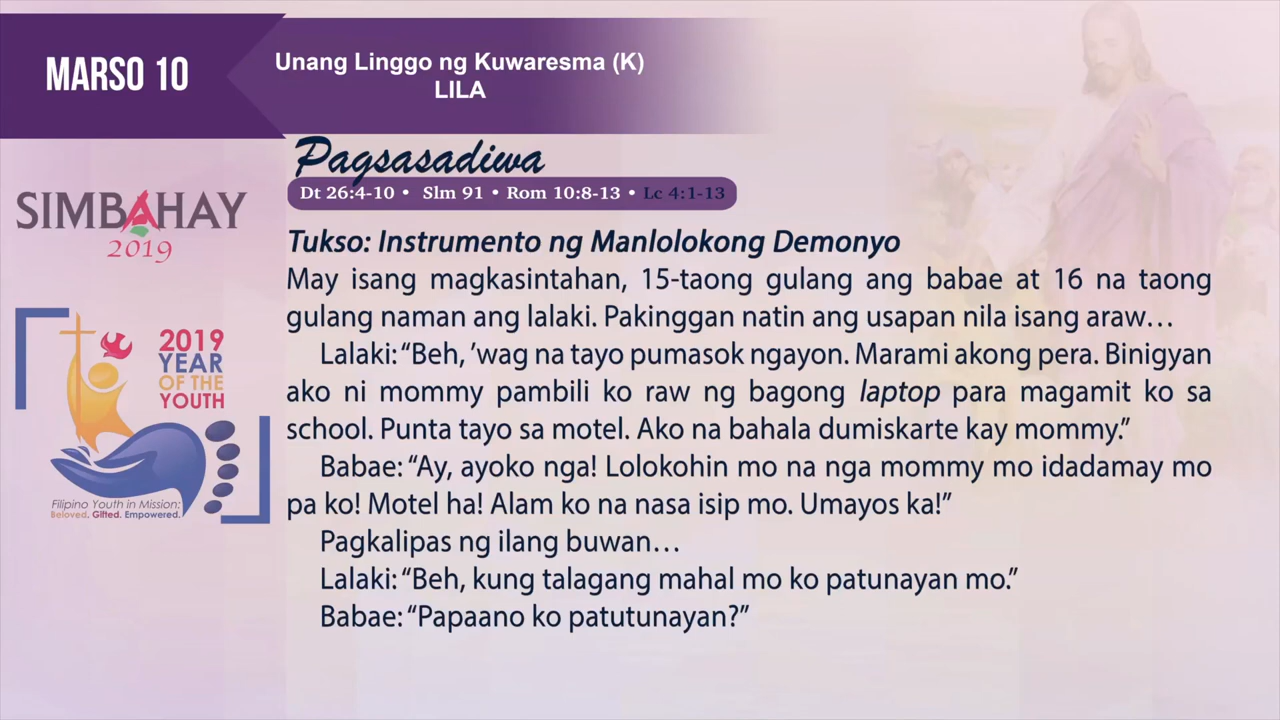 MARSO 10
Unang Linggo ng Kuwaresma (K)
LILA
Pagsasadiwa
Dt 26:4-10 • Slm 91 • Rom 10:8-13 • Lc 4:1-13
SIMBAHAY
2019
2019
YEAR
OF THE
YOUTH
Filipino Youth in Mission:
Beloved. Gifted. Empowered.
Tukso: Instrumento ng Manlolokong Demonyo
May isang magkasintahan, 15-taong gulang ang babae at 16 na taong
gulang naman ang lalaki. Pakinggan natin ang usapan nila isang araw…
Lalaki: “Beh, ’wag na tayo pumasok ngayon. Marami akong pera. Binigyan
ako ni mommy pambili ko raw ng bagong laptop para magamit ko sa
school. Punta tayo sa motel. Ako na bahala dumiskarte kay mommy.”
Babae: “Ay, ayoko nga! Lolokohin mo na nga mommy mo idadamay mo
pa ko! Motel ha! Alam ko na nasa isip mo. Umayos ka!”
Pagkalipas ng ilang buwan…
Lalaki: “Beh, kung talagang mahal mo ko patunayan mo.”
Babae: “Papaano ko patutunayan?”